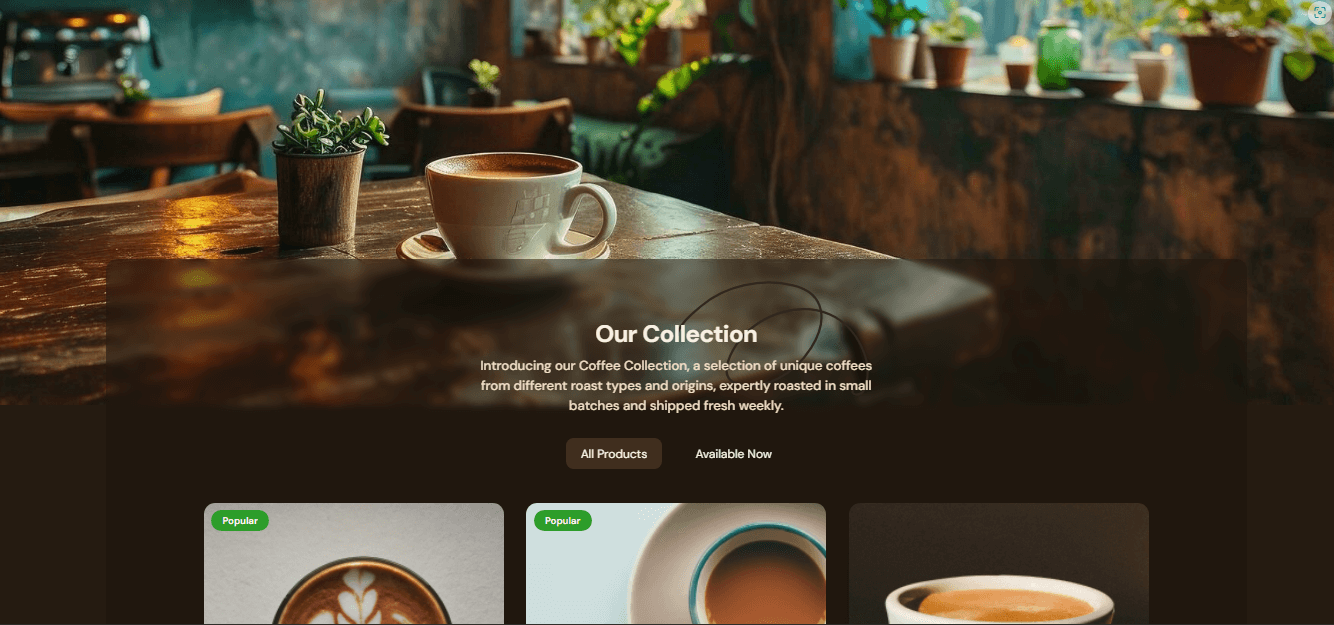 Our Collection
Introducing our Coffee Collection, a selection of unique coffees
from different roast types and origins, expertly roasted in small
batches and shipped fresh weekly.
All Products
Available Now
Popular
Popular